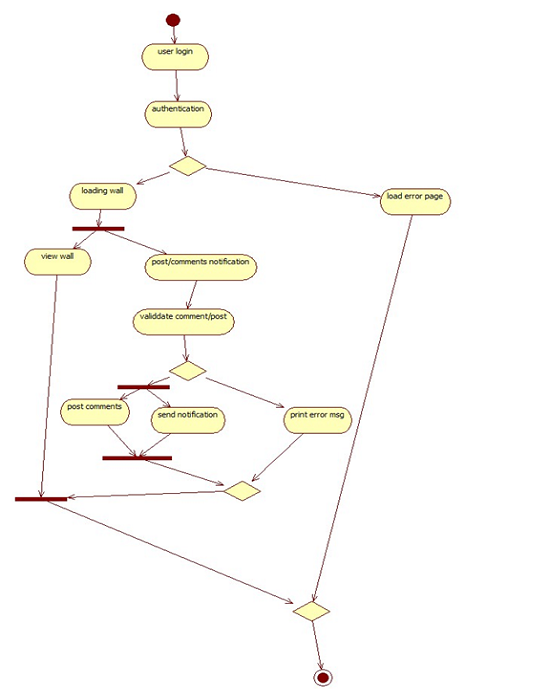 user login
authentication
loading wall
load error page
view wall
post/comments notification
validdate comment/post
post comments
send notification
print error msg